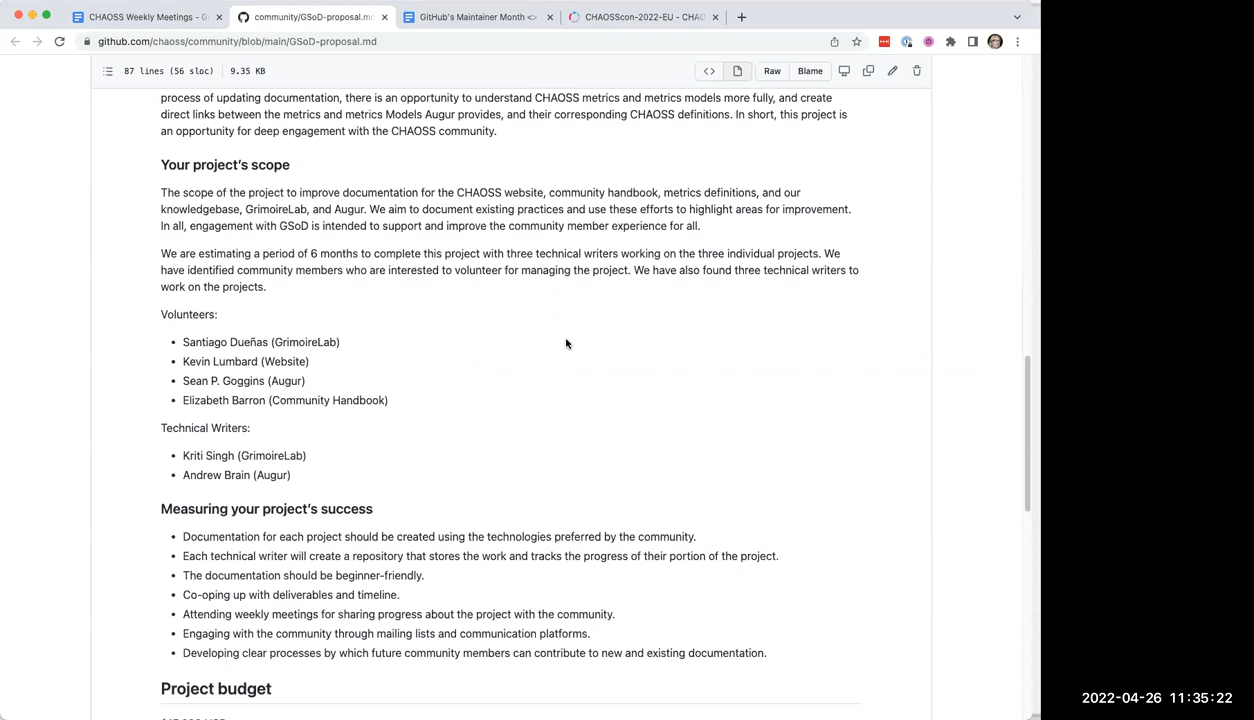 CHAOSS Weekly Meetings - G
community/GSoD-proposal.m
GitHub's Maintainer Month <>
CHAOSScon-2022-EU - CHAO
github.com/chaoss/community/blob/main/GSoD-proposal.md
87 lines (56 sloc) 9.35 KB
Raw Blame
process of updating documentation, there is an opportunity to understand CHAOSS metrics and metrics models more fully, and create
direct links between the metrics and metrics Models Augur provides, and their corresponding CHAOSS definitions. In short, this project is
an opportunity for deep engagement with the CHAOSS community.
Your project's scope
The scope of the project to improve documentation for the CHAOSS website, community handbook, metrics definitions, and our
knowledgebase, GrimoireLab, and Augur. We aim to document existing practices and use these efforts to highlight areas for improvement.
In all, engagement with GSoD is intended to support and improve the community member experience for all.
We are estimating a period of 6 months to complete this project with three technical writers working on the three individual projects. We
have identified community members who are interested to volunteer for managing the project. We have also found three technical writers to
work on the projects.
Volunteers:
• Santiago Dueñas (GrimoireLab)
• Kevin Lumbard (Website)
• Sean P. Goggins (Augur)
• Elizabeth Barron (Community Handbook)
Technical Writers:
• Kriti Singh (GrimoireLab)
• Andrew Brain (Augur)
Measuring your project's success
• Documentation for each project should be created using the technologies preferred by the community.
• Each technical writer will create a repository that stores the work and tracks the progress of their portion of the project.
• The documentation should be beginner-friendly.
• Co-oping up with deliverables and timeline.
• Attending weekly meetings for sharing progress about the project with the community.
• Engaging with the community through mailing lists and communication platforms.
• Developing clear processes by which future community members can contribute to new and existing documentation.
Project budget
2022-04-26 11:35:22